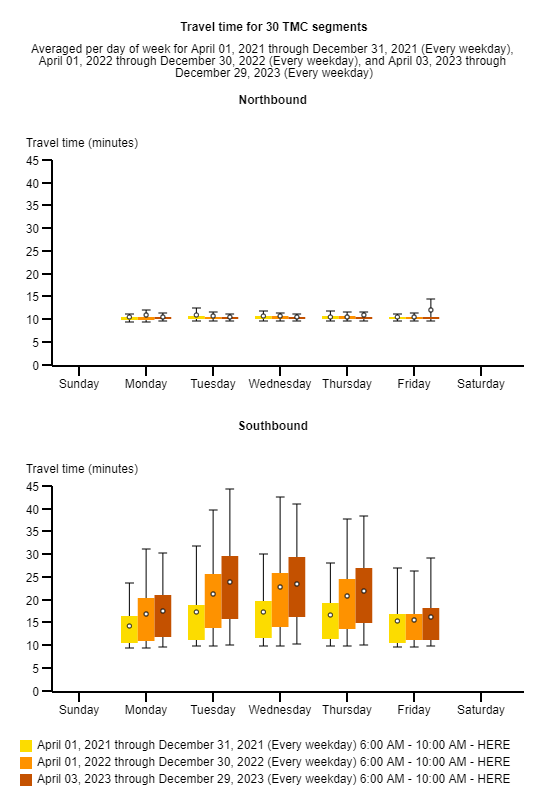 Travel time for 30 TMC segments
Averaged per day of week for April 01, 2021 through December 31, 2021 (Every weekday),
April 01, 2022 through December 30, 2022 (Every weekday), and April 03, 2023 through
December 29, 2023 (Every weekday)
Northbound
Travel time (minutes)
45
40
35
30
25
20
15
10
5
0
Sunday Monday Tuesday Wednesday Thursday Friday Saturday
Southbound
Travel time (minutes)
45
40
35
30
25
20
15
10
5
0
Sunday Monday Tuesday Wednesday Thursday Friday Saturday
April 01, 2021 through December 31, 2021 (Every weekday) 6:00 AM - 10:00 AM - HERE
April 01, 2022 through December 30, 2022 (Every weekday) 6:00 AM - 10:00 AM - HERE
April 03, 2023 through December 29, 2023 (Every weekday) 6:00 AM - 10:00 AM - HERE